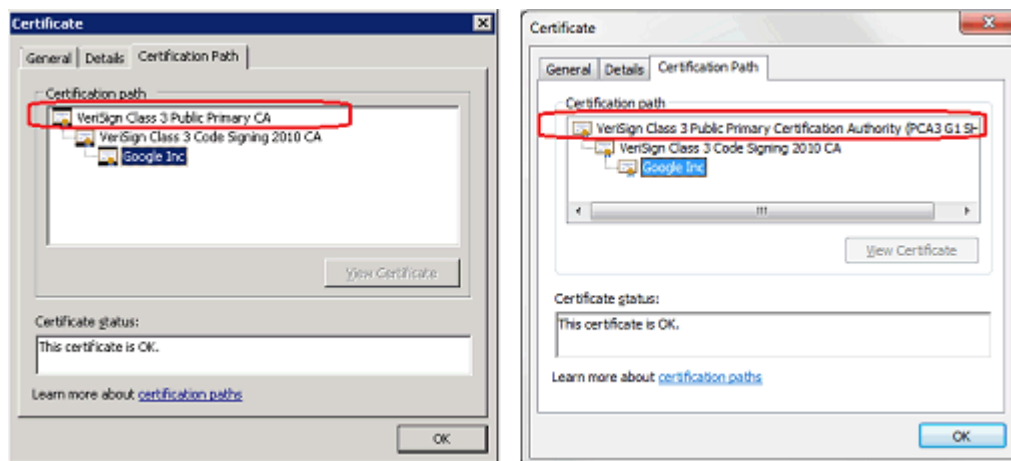 Certificate
General Details Certification Path
Certification path
VeriSign Class 3 Public Primary CA
VeriSign Class 3 Code Signing 2010 CA
Google Inc
View Certificate
Certificate status:
This certificate is OK.
Learn more about certification paths
OK
Certificate
General Details Certification Path
Certification path
VeriSign Class 3 Public Primary Certification Authority (PCA3 G1 SH
VeriSign Class 3 Code Signing 2010 CA
Google Inc
View Certificate
Certificate status:
This certificate is OK.
Learn more about certification paths
OK